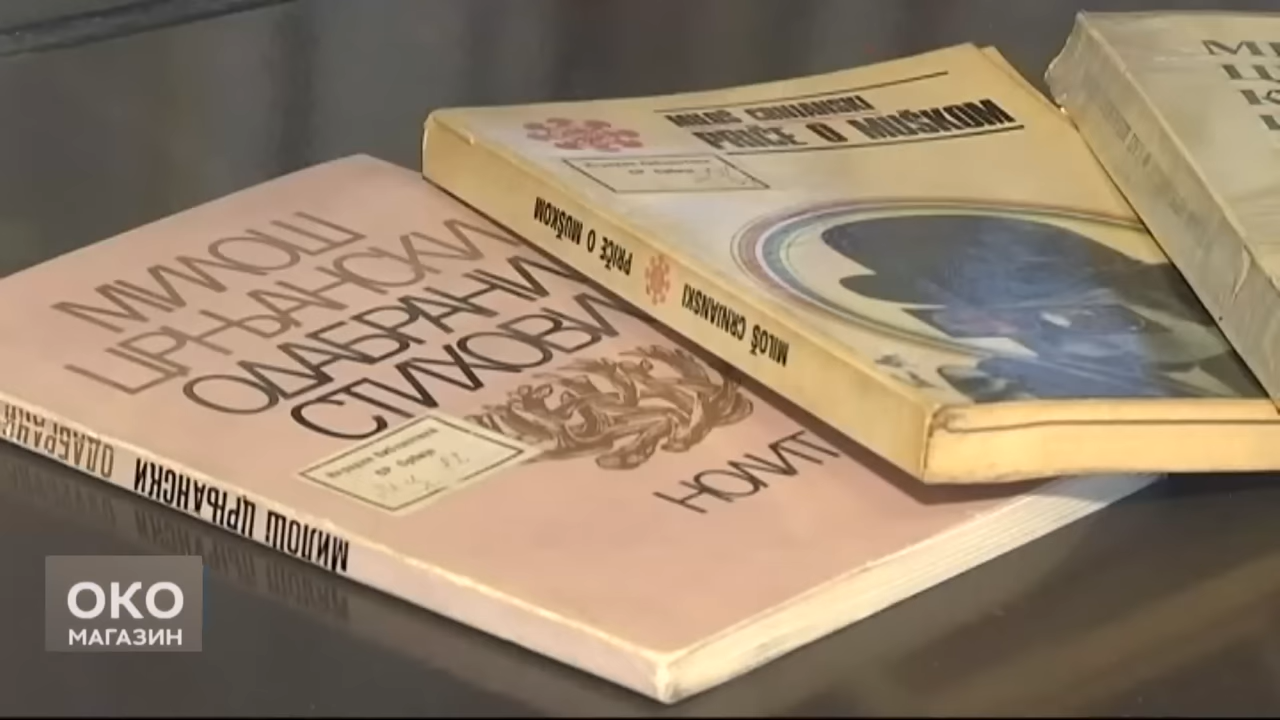 МИЛОШ
ЦРЊАНСКИ
ОДАБРАНИ
СТИХОВИ
НОЛИТ
МИЛОШ ЦРЊАНСКИ ОДАБРАНИ
MILOŠ CRNJANSKI
PRIČE O MUŠKOM
MILOŠ CRNJANSKI PRIČE O MUŠKOM
ОКО
МАГАЗИН